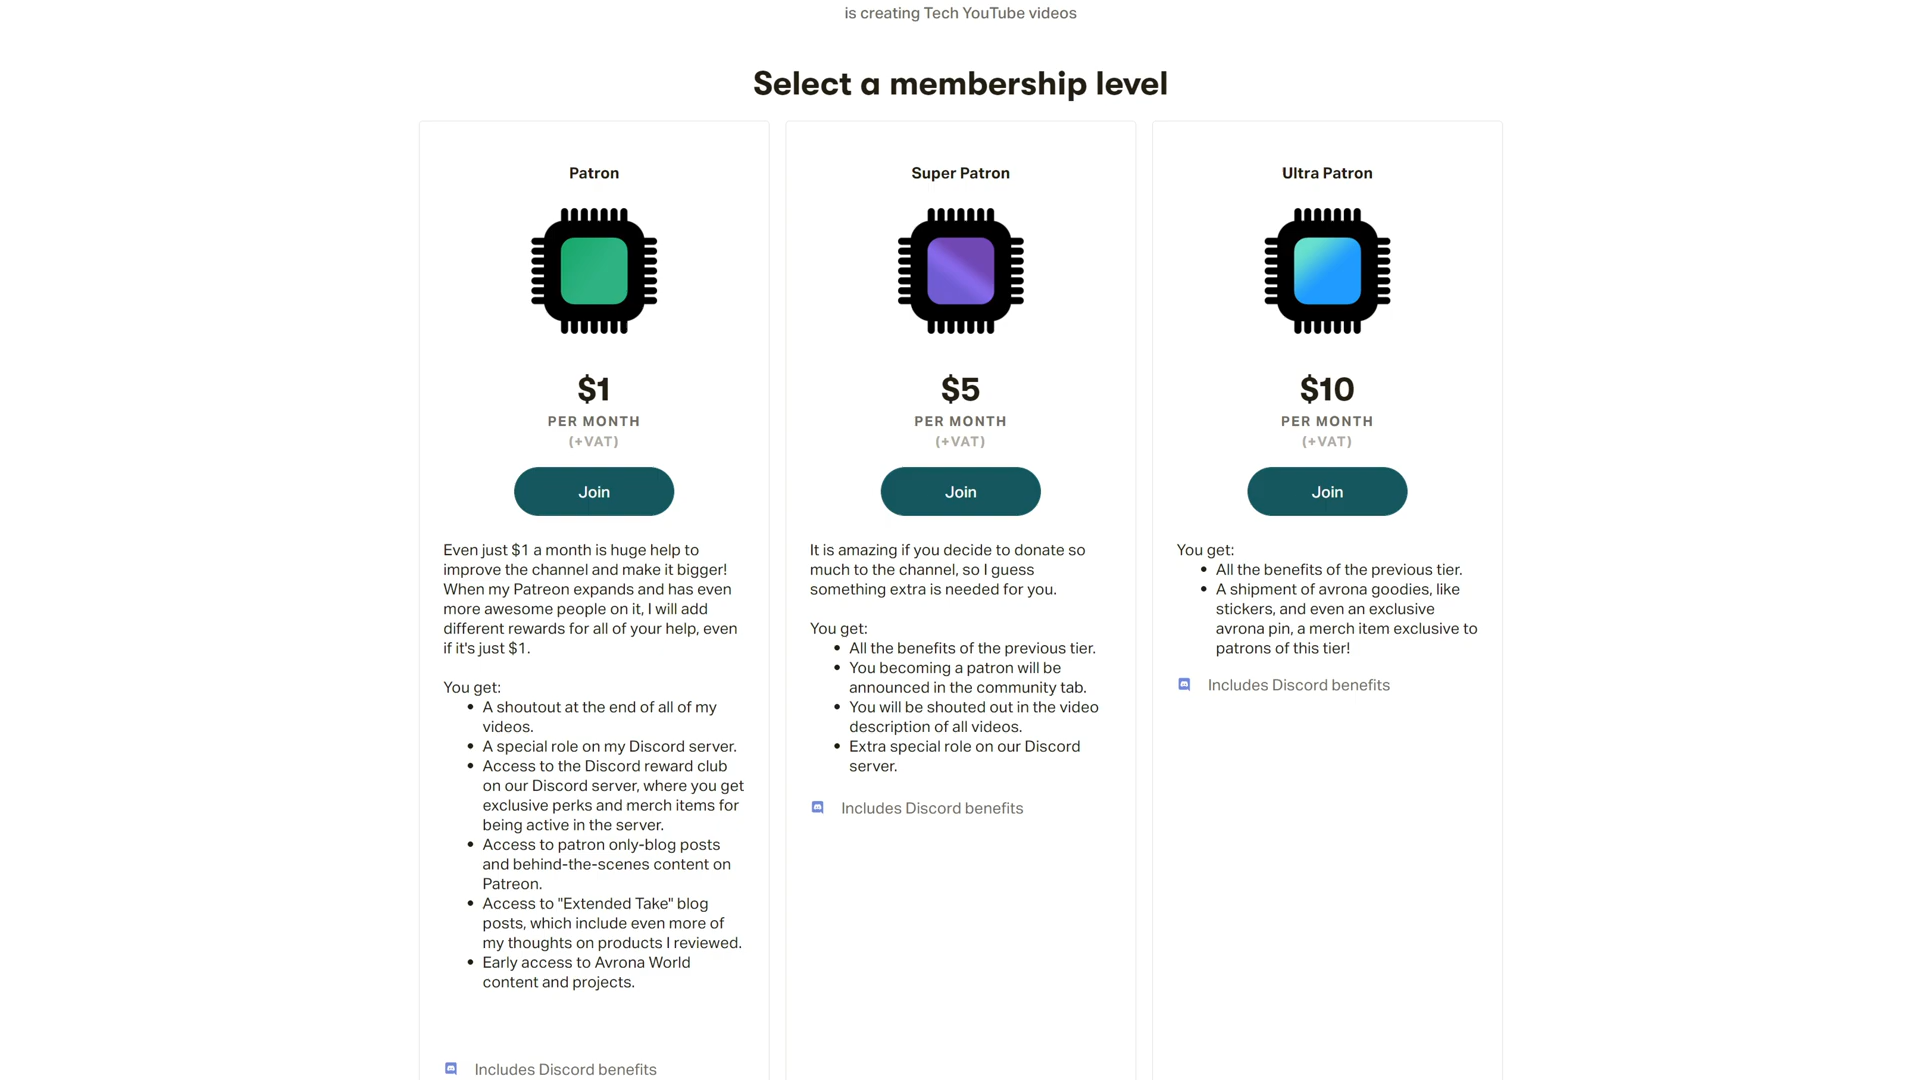 is creating Tech YouTube videos
Select a membership level
Patron
$1
PER MONTH
(+VAT)
Join
Even just $1 a month is huge help to
improve the channel and make it bigger!
When my Patreon expands and has even
more awesome people on it, I will add
different rewards for all of your help, even
if it's just $1.
You get:
• A shoutout at the end of all of my
videos.
• A special role on my Discord server.
• Access to the Discord reward club
on our Discord server, where you get
exclusive perks and merch items for
being active in the server.
• Access to patron only-blog posts
and behind-the-scenes content on
Patreon.
• Access to "Extended Take" blog
posts, which include even more of
my thoughts on products I reviewed.
• Early access to Avrona World
content and projects.
Includes Discord benefits
Super Patron
$5
PER MONTH
(+VAT)
Join
It is amazing if you decide to donate so
much to the channel, so I guess
something extra is needed for you.
You get:
• All the benefits of the previous tier.
• You becoming a patron will be
announced in the community tab.
• You will be shouted out in the video
description of all videos.
• Extra special role on our Discord
server.
Includes Discord benefits
Ultra Patron
$10
PER MONTH
(+VAT)
Join
You get:
• All the benefits of the previous tier.
• A shipment of avrona goodies, like
stickers, and even an exclusive
avrona pin, a merch item exclusive to
patrons of this tier!
Includes Discord benefits